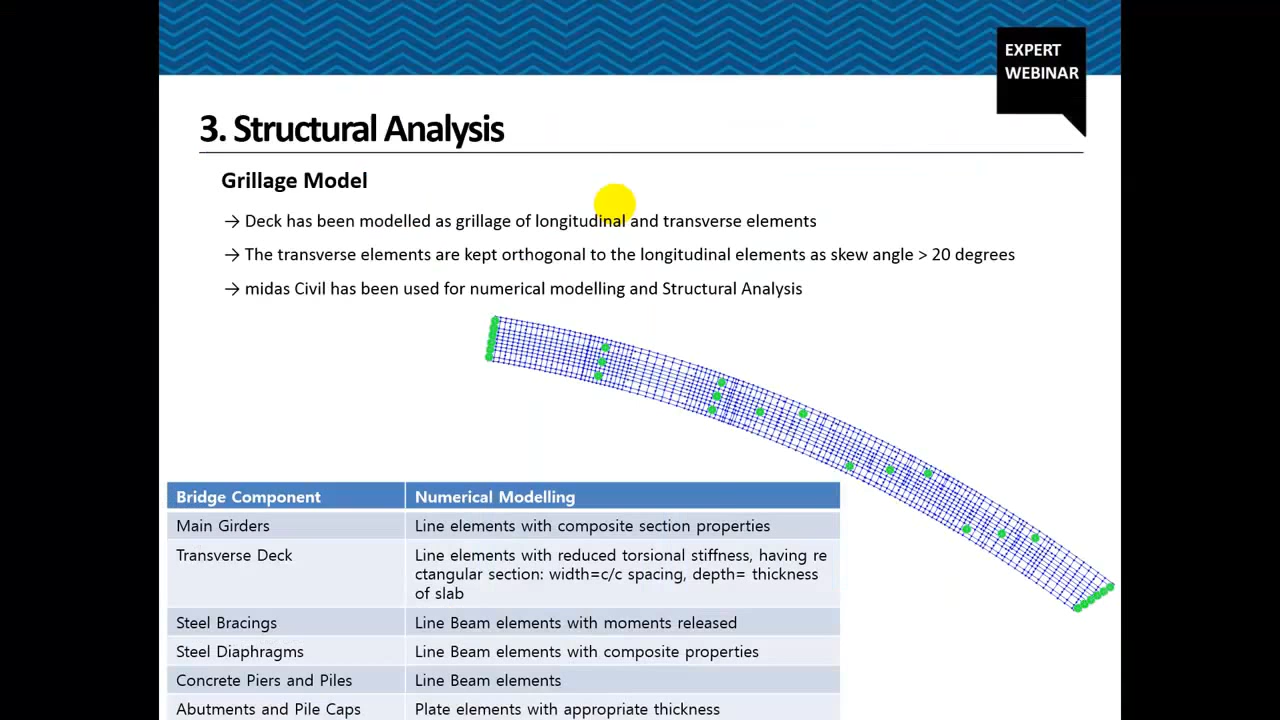 EXPERT
WEBINAR
3. Structural Analysis
Grillage Model
→ Deck has been modelled as grillage of longitudinal and transverse elements
→ The transverse elements are kept orthogonal to the longitudinal elements as skew angle > 20 degrees
→ midas Civil has been used for numerical modelling and Structural Analysis
Bridge Component Numerical Modelling
Main Girders Line elements with composite section properties
Transverse Deck Line elements with reduced torsional stiffness, having re
ctangular section: width=c/c spacing, depth= thickness
of slab
Steel Bracings Line Beam elements with moments released
Steel Diaphragms Line Beam elements with composite properties
Concrete Piers and Piles Line Beam elements
Abutments and Pile Caps Plate elements with appropriate thickness